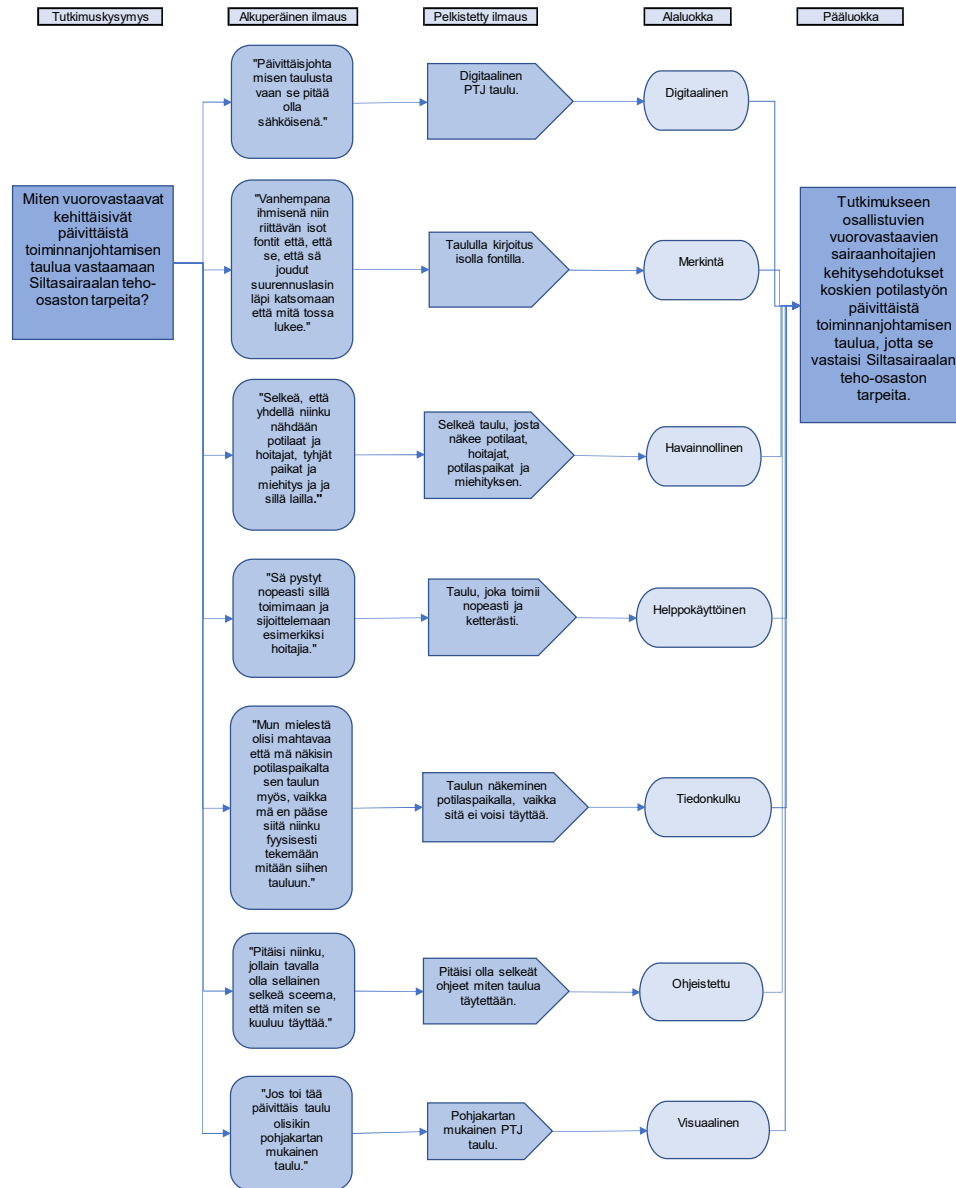 Tutkimuskysymys
Alkuperäinen ilmaus
Pelkistetty ilmaus
Alaluokka
Pääluokka
Miten vuorovastaavat
kehittäisivät
päivittäistä
toiminnanjohtamisen
taulua vastaamaan
Siltasairaalan teho-
osaston tarpeita?
"Päivittäisjohta
misen taulusta
vaan se pitää
olla
sähköisenä."
Digitaalinen
PTJ taulu.
Digitaalinen
"Vanhempana
ihmisenä niin
riittävän isot
fontit että, että
se, että sä
joudut
suurennuslasin
läpi katsomaan
että mitä tossa
lukee."
Taululla kirjoitus
isolla fontilla.
Merkintä
"Selkeä, että
yhdellä niinku
nähdään
potilaat ja
hoitajat, tyhjät
paikat ja
miehitys ja ja
sillä lailla."
Selkeä taulu, josta
näkee potilaat,
hoitajat,
potilaspaikat ja
miehityksen.
Havainnollinen
"Sä pystyt
nopeasti sillä
toimimaan ja
sijoittelemaan
esimerkiksi
hoitajia."
Taulu, joka toimii
nopeasti ja
ketterästi.
Helppokäyttöinen
"Mun mielestä
olisi mahtavaa
että mä näkisin
potilaspaikalta
sen taulun
myös, vaikka
mä en pääse
siitä niinku
fyysisesti
tekemään
mitään siihen
tauluun."
Taulun näkeminen
potilaspaikalla, vaikka
sitä ei voisi täyttää.
Tiedonkulku
"Pitäisi niinku,
jollain tavalla
olla sellainen
selkeä sceema,
että miten se
kuuluu täyttää."
Pitäisi olla selkeät
ohjeet miten taulua
täytettään.
Ohjeistettu
"Jos toi tää
päivittäis taulu
olisikin
pohjakartan
mukainen
taulu."
Pohjakartan
mukainen PTJ
taulu.
Visuaalinen
Tutkimukseen
osallistuvien
vuorovastaavien
sairaanhoitajien
kehitysehdotukset
koskien potilastyön
päivittäistä
toiminnanjohtamisen
taulua, jotta se
vastaisi Siltasairaalan
teho-osaston
tarpeita.